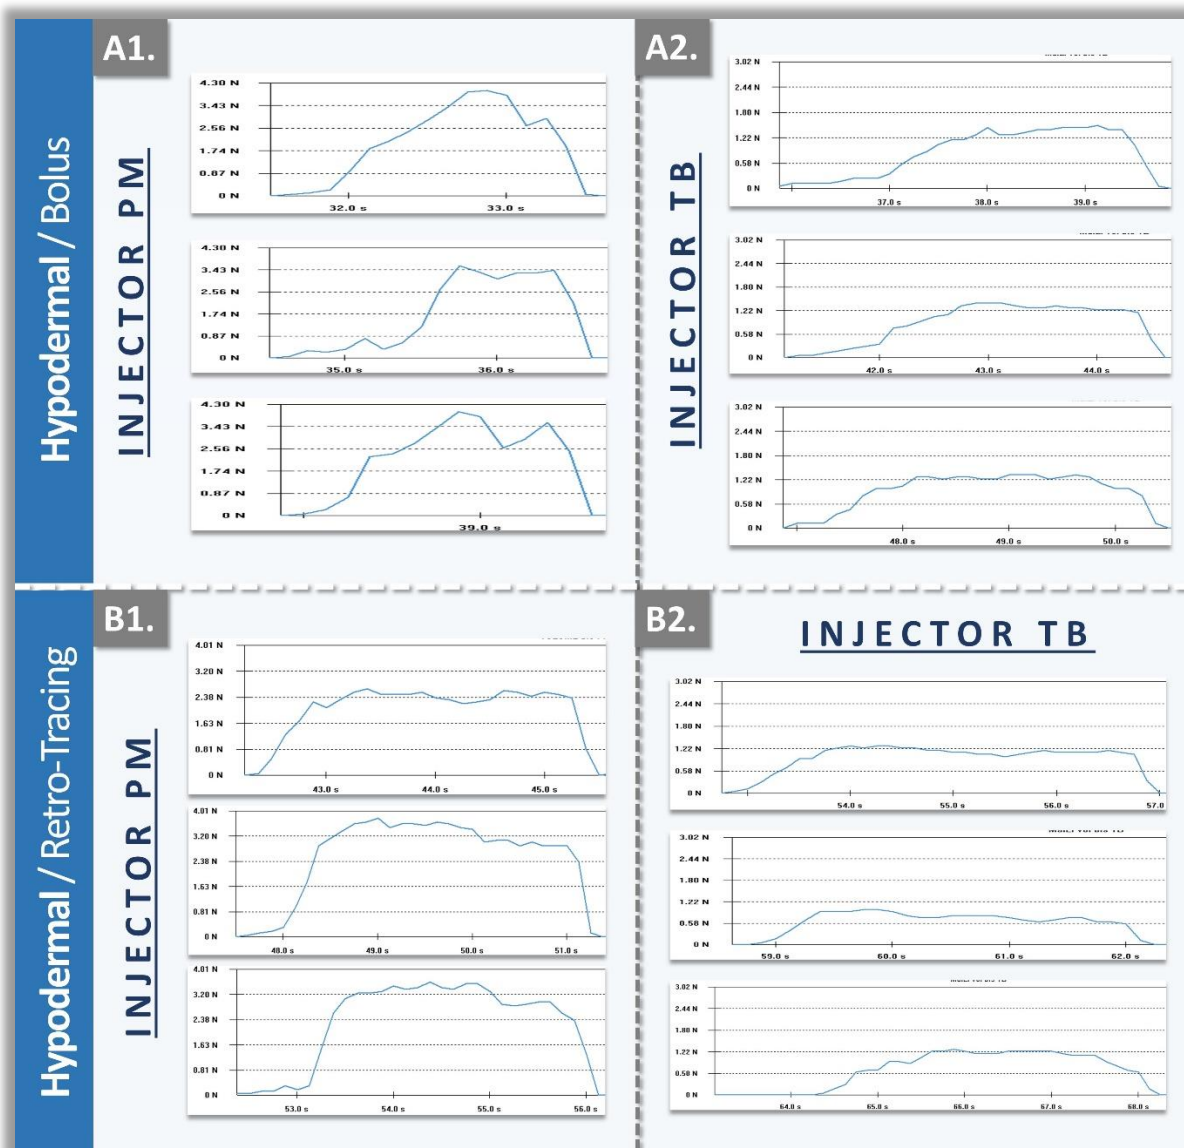 Hypodermal / Bolus
A1.
INJECTOR PM
4.30 N
3.43 N
2.56 N
1.74 N
0.87 N
0 N
32.0 s
33.0 s
4.30 N
3.43 N
2.56 N
1.74 N
0.87 N
0 N
35.0 s
36.0 s
4.30 N
3.43 N
2.56 N
1.74 N
0.87 N
0 N
39.0 s
A2.
INJECTOR TB
3.02 N
2.44 N
1.80 N
1.22 N
0.58 N
0 N
37.0 s
38.0 s
39.0 s
3.02 N
2.44 N
1.80 N
1.22 N
0.58 N
0 N
42.0 s
43.0 s
44.0 s
3.02 N
2.44 N
1.80 N
1.22 N
0.58 N
0 N
48.0 s
49.0 s
50.0 s
Hypodermal / Retro-Tracing
B1.
INJECTOR PM
4.01 N
3.20 N
2.38 N
1.63 N
0.81 N
0 N
43.0 s
44.0 s
45.0 s
4.01 N
3.20 N
2.38 N
1.63 N
0.81 N
0 N
48.0 s
49.0 s
50.0 s
51.0 s
4.01 N
3.20 N
2.38 N
1.63 N
0.81 N
0 N
53.0 s
54.0 s
55.0 s
56.0 s
B2.
INJECTOR TB
3.02 N
2.44 N
1.80 N
1.22 N
0.58 N
0 N
54.0 s
55.0 s
56.0 s
57.0
3.02 N
2.44 N
1.80 N
1.22 N
0.58 N
0 N
59.0 s
60.0 s
61.0 s
62.0 s
3.02 N
2.44 N
1.80 N
1.22 N
0.58 N
0 N
64.0 s
65.0 s
66.0 s
67.0 s
68.0 s